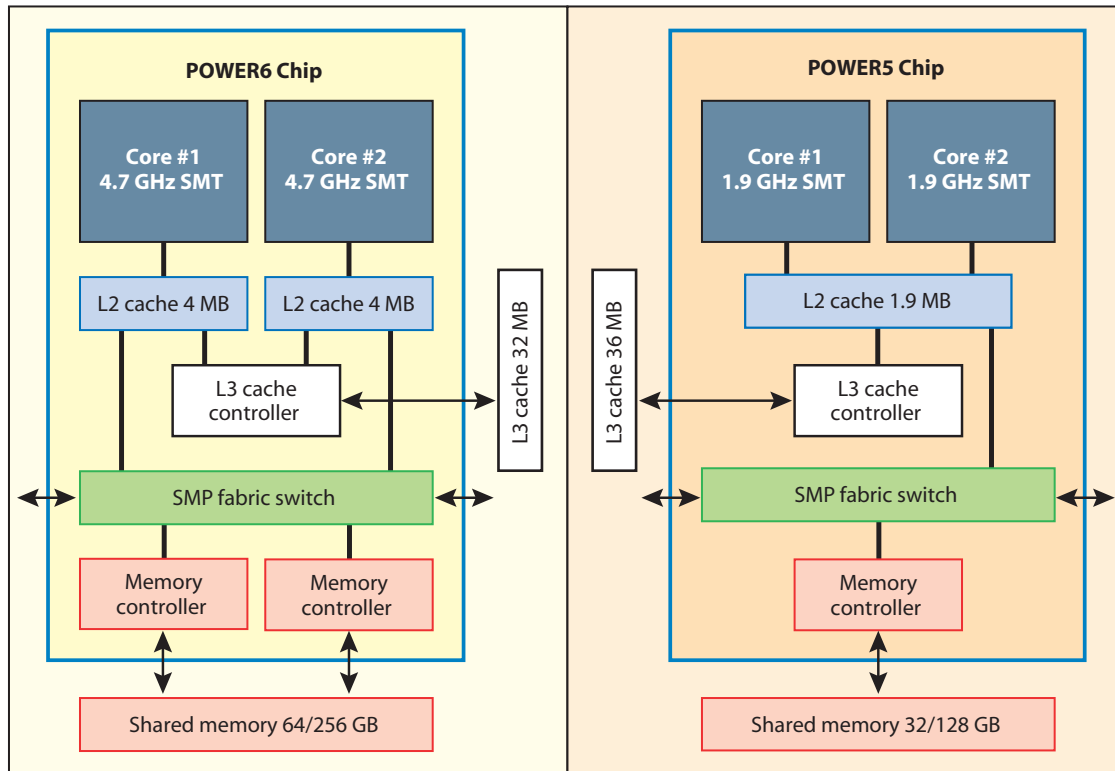 POWER6 Chip
Core #1
4.7 GHz SMT
Core #2
4.7 GHz SMT
L2 cache 4 MB
L2 cache 4 MB
L3 cache
controller
L3 cache 32 MB
SMP fabric switch
Memory
controller
Memory
controller
Shared memory 64/256 GB
POWER5 Chip
Core #1
1.9 GHz SMT
Core #2
1.9 GHz SMT
L2 cache 1.9 MB
L3 cache 36 MB
L3 cache
controller
SMP fabric switch
Memory
controller
Shared memory 32/128 GB